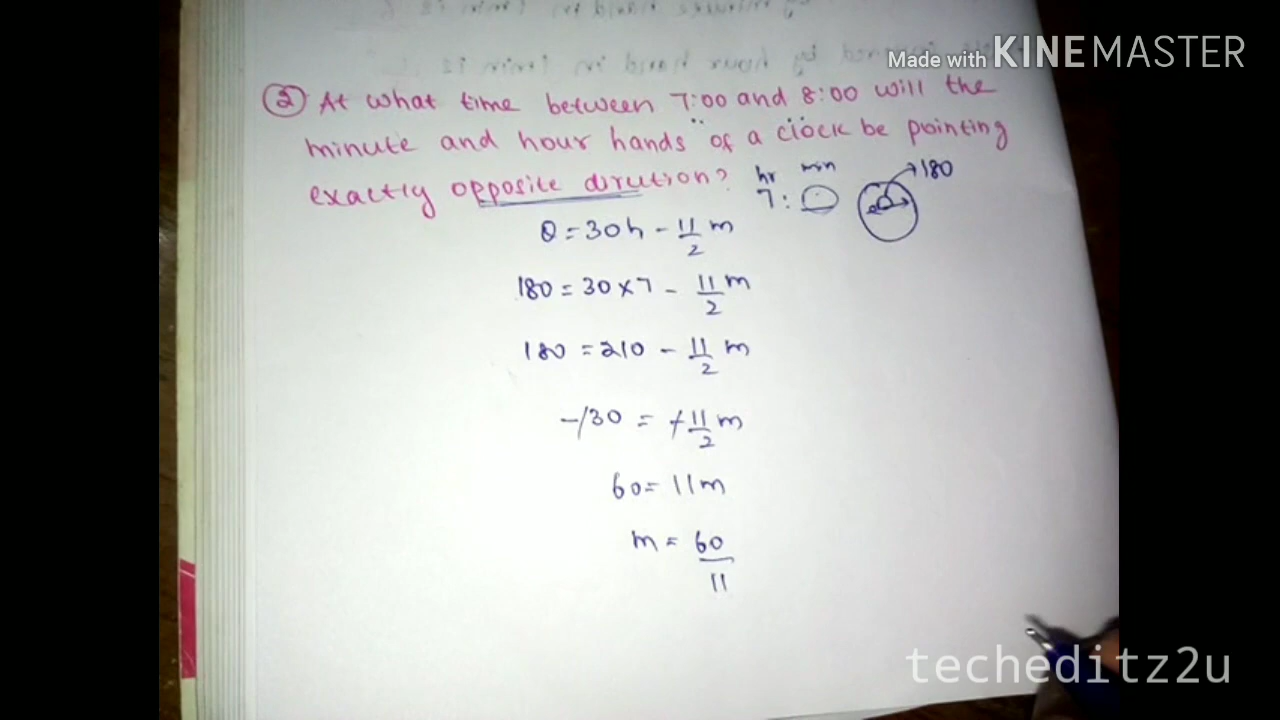 Made with KINEMASTER
② At what time between 7:00 and 8:00 will the
minute and hour hands of a clock be pointing
exactly opposite dirution?
hr min
7:
180
θ = 30h - 11/2 m
180 = 30 x 7 - 11/2 m
180 = 210 - 11/2 m
-/30 = +11/2 m
60 = 11m
m = 60/11
techeditz2u